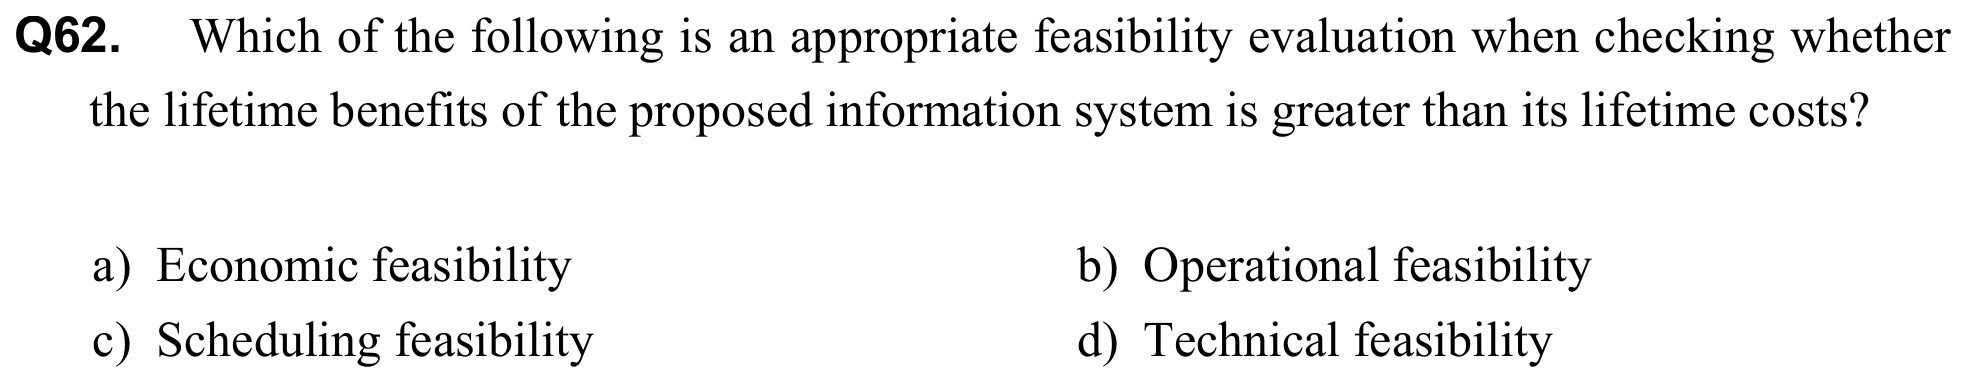 Q62. Which of the following is an appropriate feasibility evaluation when checking whether
the lifetime benefits of the proposed information system is greater than its lifetime costs?
a) Economic feasibility b) Operational feasibility
c) Scheduling feasibility d) Technical feasibility